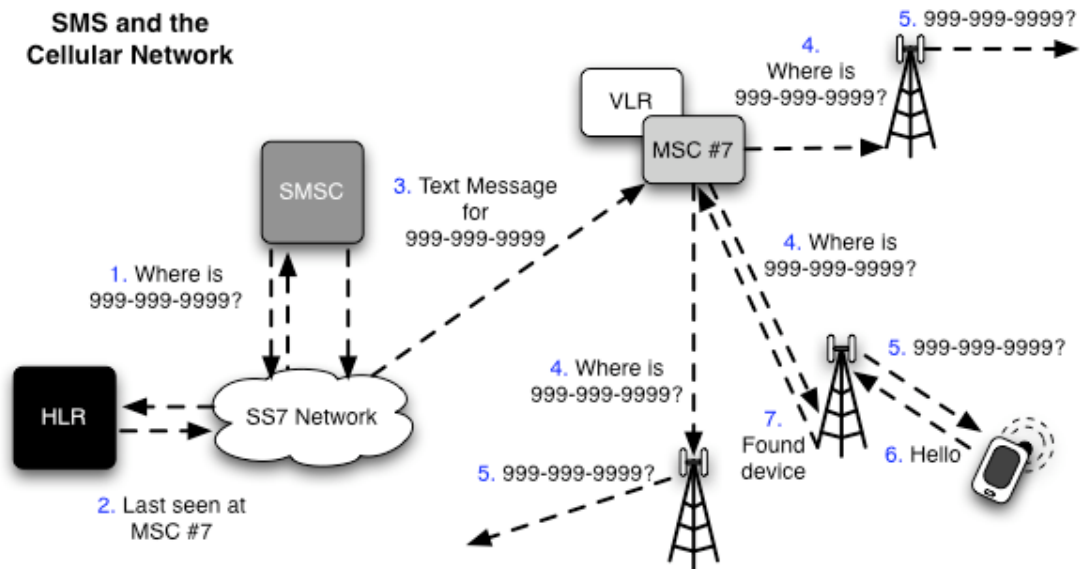 SMS and the
Cellular Network
5. 999-999-9999?
4.
Where is
999-999-9999?
VLR
MSC #7
SMSC
3. Text Message
for
999-999-9999
1. Where is
999-999-9999?
4. Where is
999-999-9999?
HLR
SS7 Network
4. Where is
999-999-9999?
5. 999-999-9999?
7.
Found
device
6. Hello
5. 999-999-9999?
2. Last seen at
MSC #7